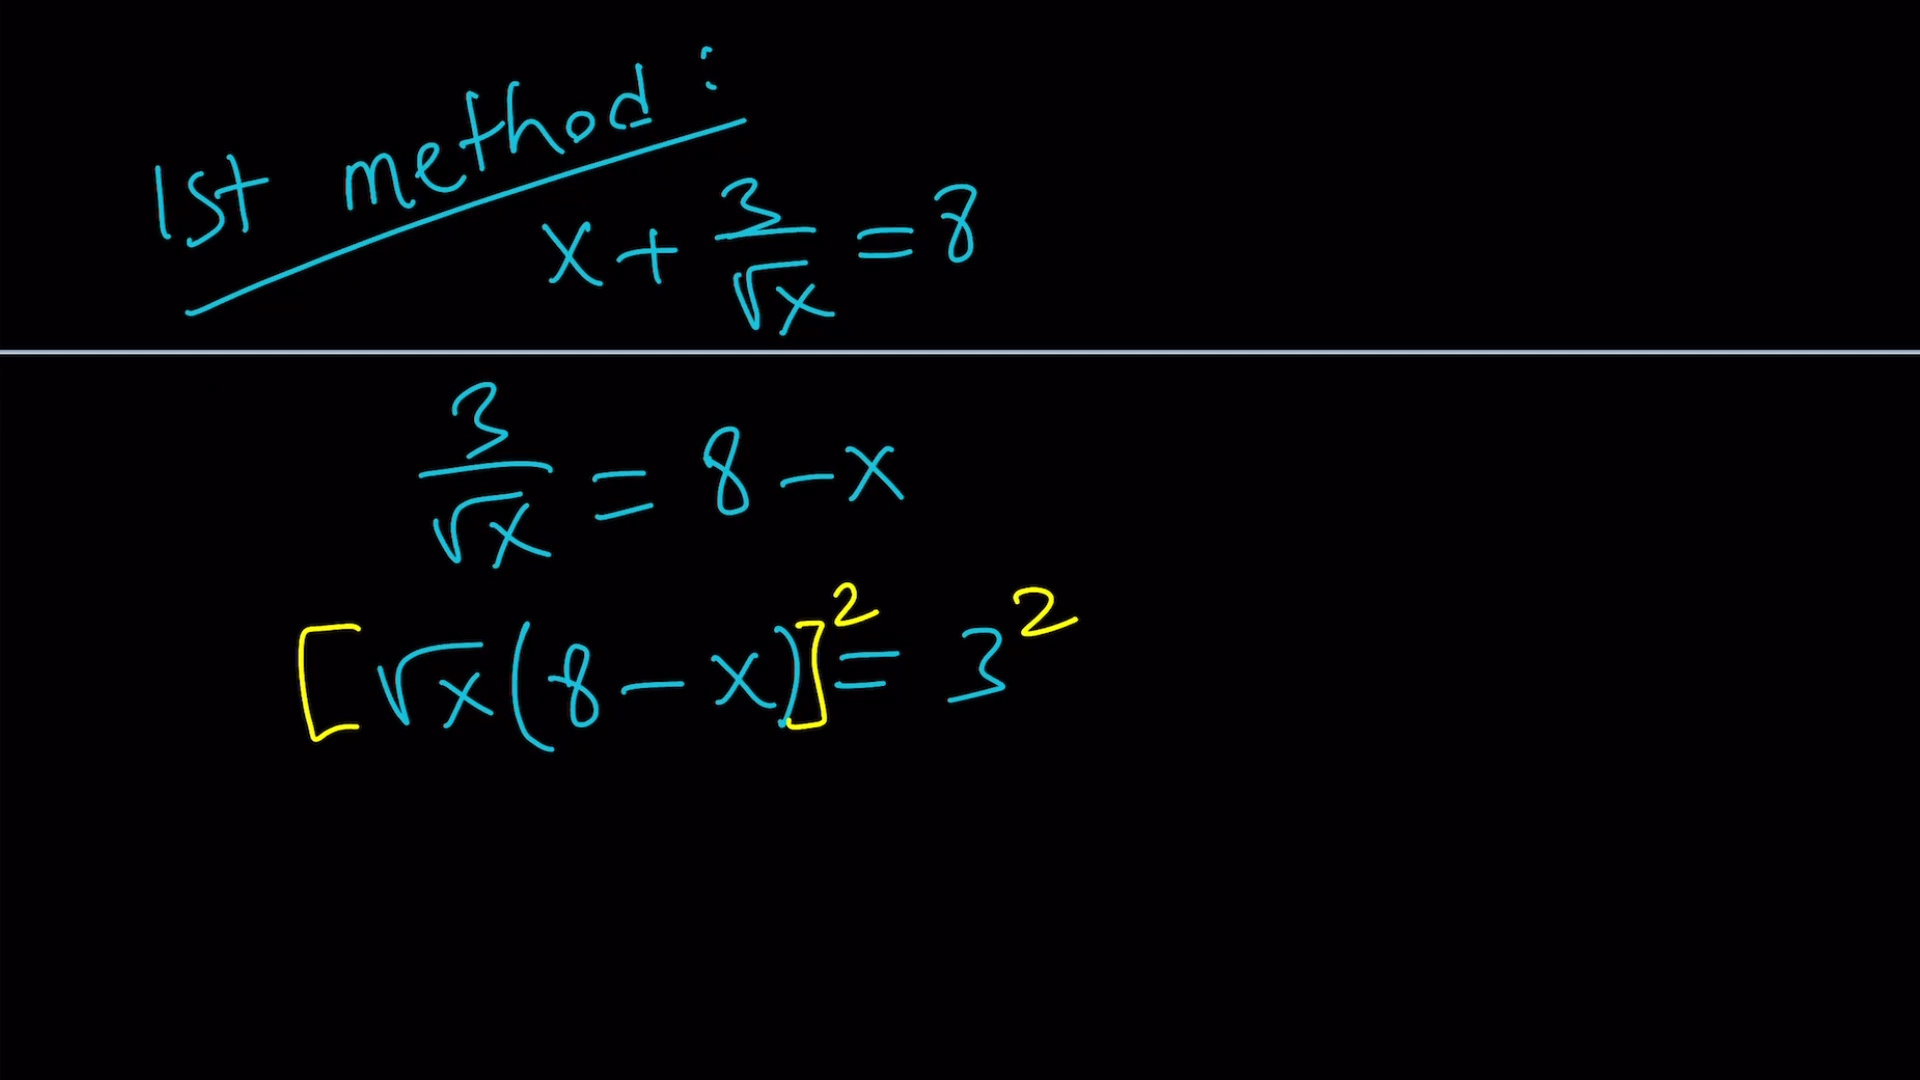 1st method:
x + 3/√x = 8
3/√x = 8 - x
[√x(8 - x)]² = 3²